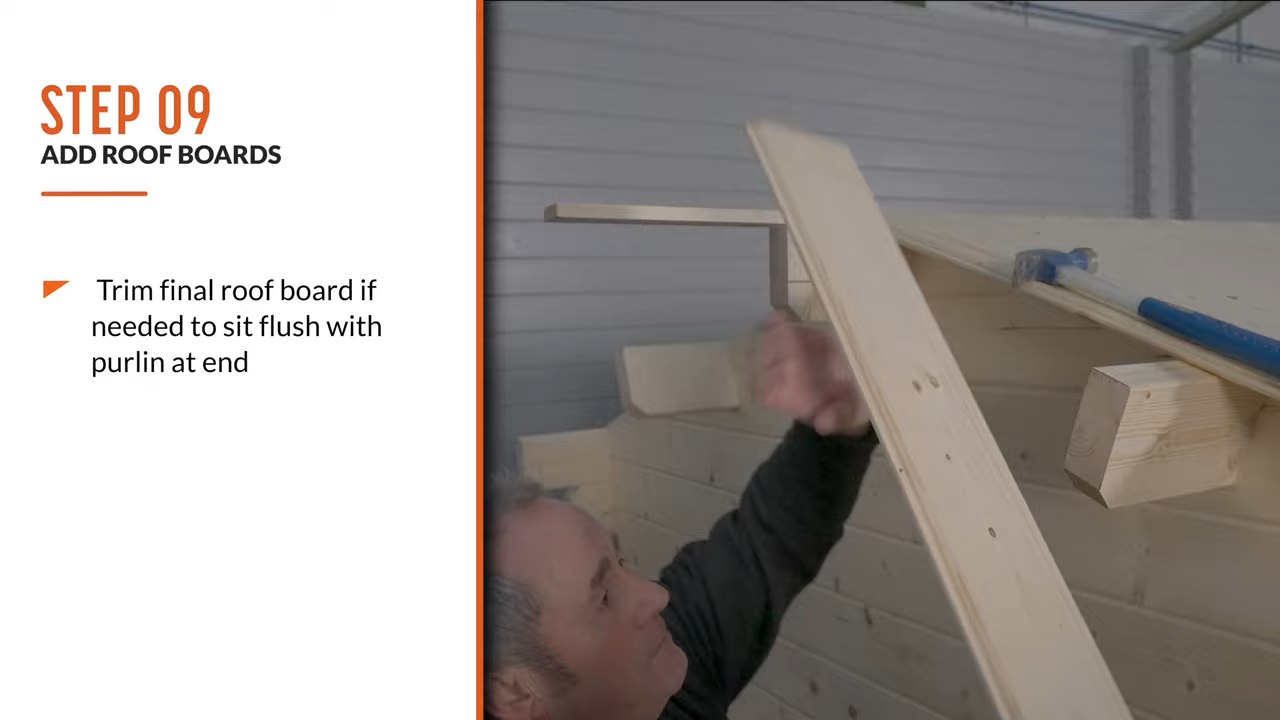 STEP 09
ADD ROOF BOARDS
Trim final roof board if
needed to sit flush with
purlin at end